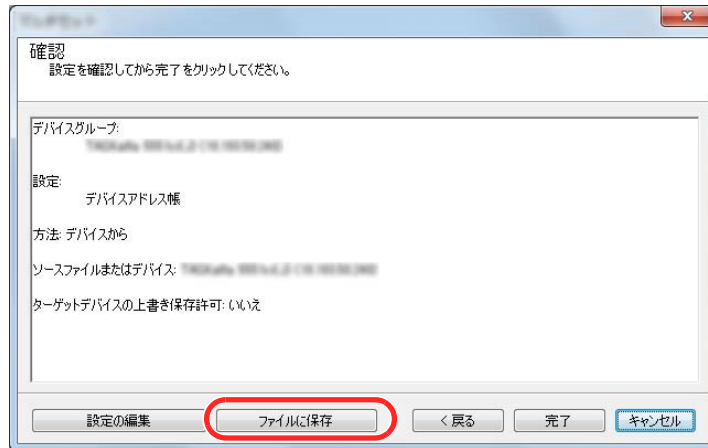 確認
設定を確認してから完了をクリックしてください。
デバイスグループ:
設定:
デバイスアドレス帳
方法: デバイスから
ソースファイルまたはデバイス:
ターゲットデバイスの上書き保存許可: いいえ
設定の編集
ファイルに保存
< 戻る
完了
キャンセル